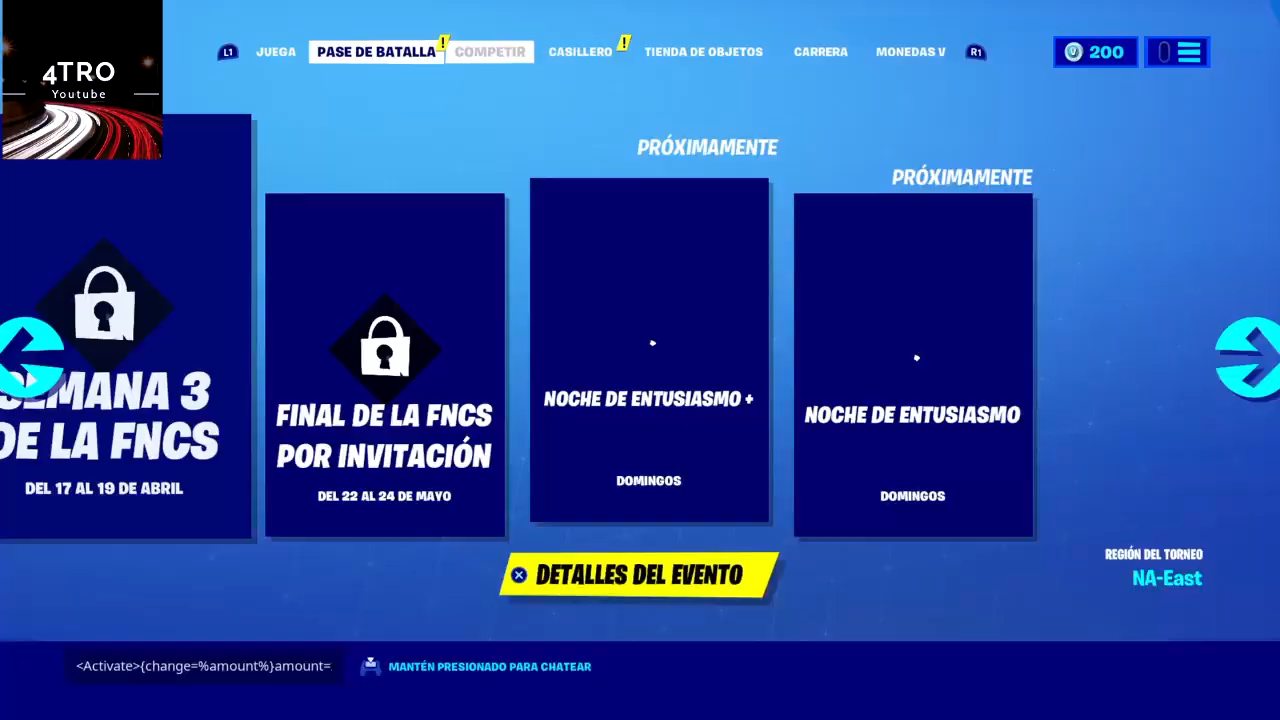 4TRO
Youtube
L1 JUEGA PASE DE BATALLA ! COMPETIR CASILLERO ! TIENDA DE OBJETOS CARRERA MONEDAS V R1
200
0
PRÓXIMAMENTE
PRÓXIMAMENTE
SEMANA 3
DE LA FNCS
DEL 17 AL 19 DE ABRIL
FINAL DE LA FNCS
POR INVITACIÓN
DEL 22 AL 24 DE MAYO
NOCHE DE ENTUSIASMO +
DOMINGOS
NOCHE DE ENTUSIASMO
DOMINGOS
DETALLES DEL EVENTO
REGIÓN DEL TORNEO
NA-East
<Activate>{change=%amount%}amount=
MANTÉN PRESIONADO PARA CHATEAR